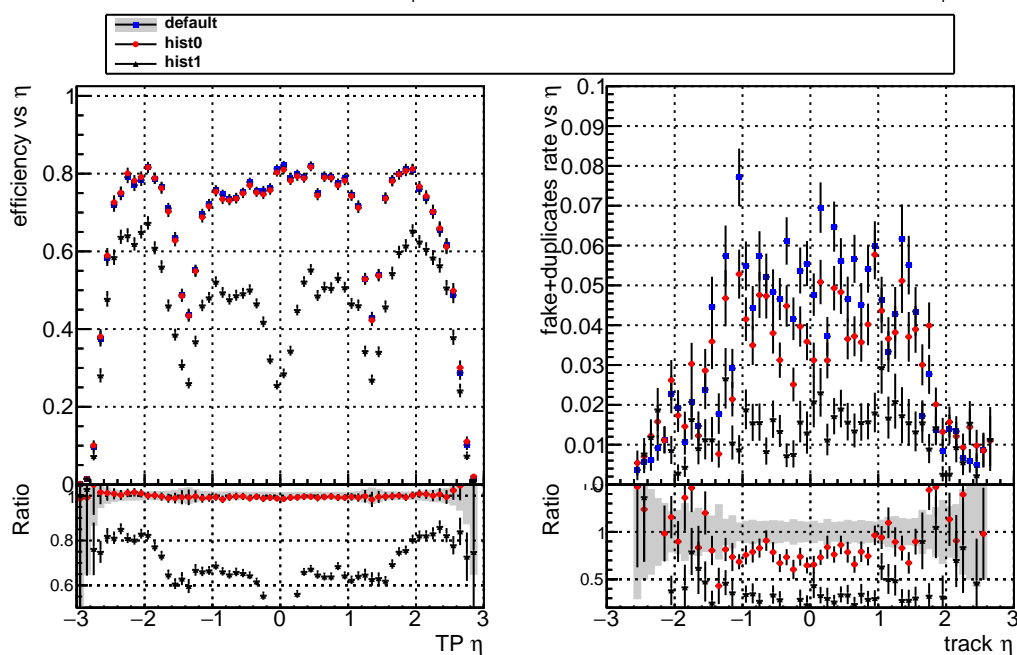 default
hist0
hist1
efficiency vs η
1
0.8
0.6
0.4
0.2
0
Ratio
0.8
0.6
−3 −2 −1 0 1 2 3
TP η
fake+duplicates rate vs η
0.1
0.09
0.08
0.07
0.06
0.05
0.04
0.03
0.02
0.01
Ratio
1
0.5
−3 −2 −1 0 1 2 3
track η